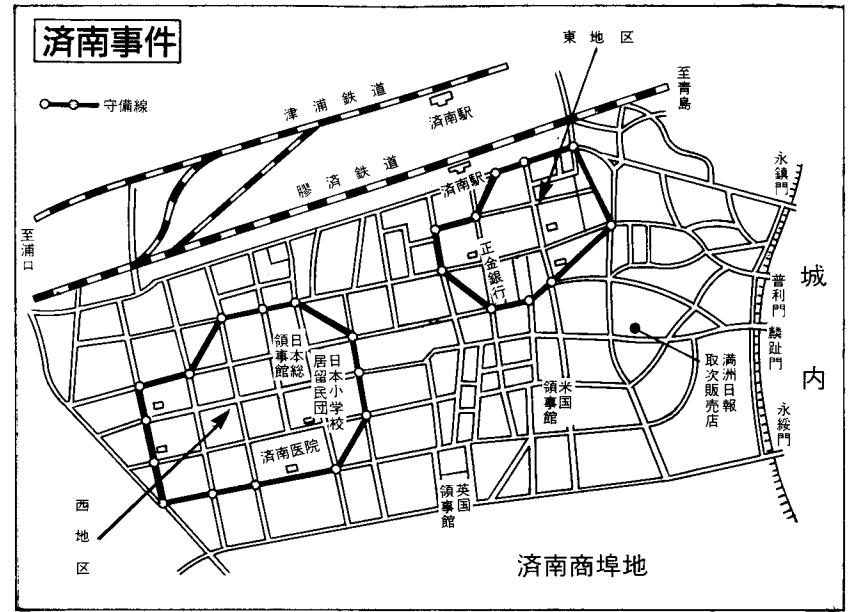 済南事件
守備線
東地区
至青島
津浦鉄道
済南駅
膠済鉄道
済南駅
永鎮門
至浦口
正金銀行
城内
普利門
麟趾門
日本総
領事館
日本小学校
居留民団
満洲日報
取次販売店
米国
領事館
永綏門
済南医院
英国
領事館
西地区
済南商埠地